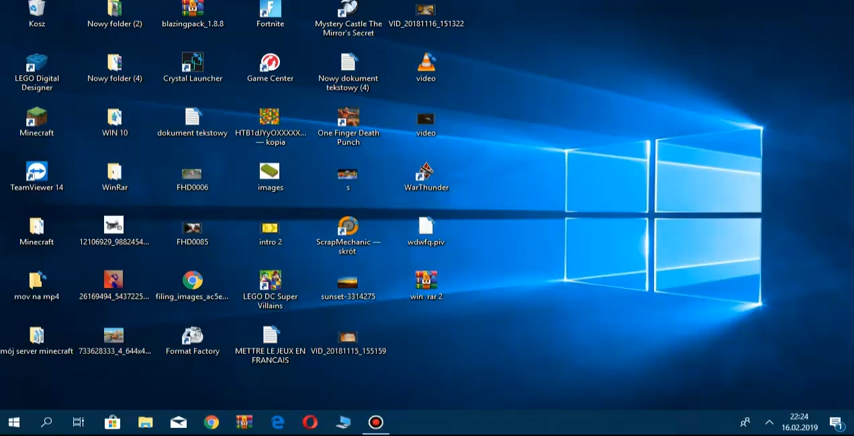 Kosz
Nowy folder (2)
blazingpack_1.8.8
Fortnite
Mystery Castle The
Mirror's Secret
VID_20181116_151322
LEGO Digital
Designer
Nowy folder (4)
Crystal Launcher
Game Center
Nowy dokument
tekstowy (4)
video
Minecraft
WIN 10
dokument tekstowy
HTB1dJYyOXXXXX...
— kopia
One Finger Death
Punch
video
TeamViewer 14
WinRar
FHD0006
images
s
WarThunder
Minecraft
12106929_9882454...
FHD0085
intro 2
ScrapMechanic —
skrót
wdwfq.piv
mov na mp4
26169494_5437225...
filing_images_ac5e...
LEGO DC Super
Villains
sunset-3314275
win rar 2
mój server minecraft
733628333_4_644x4...
Format Factory
METTRE LE JEUX EN
FRANCAIS
VID_20181115_155159
22:24
16.02.2019
1